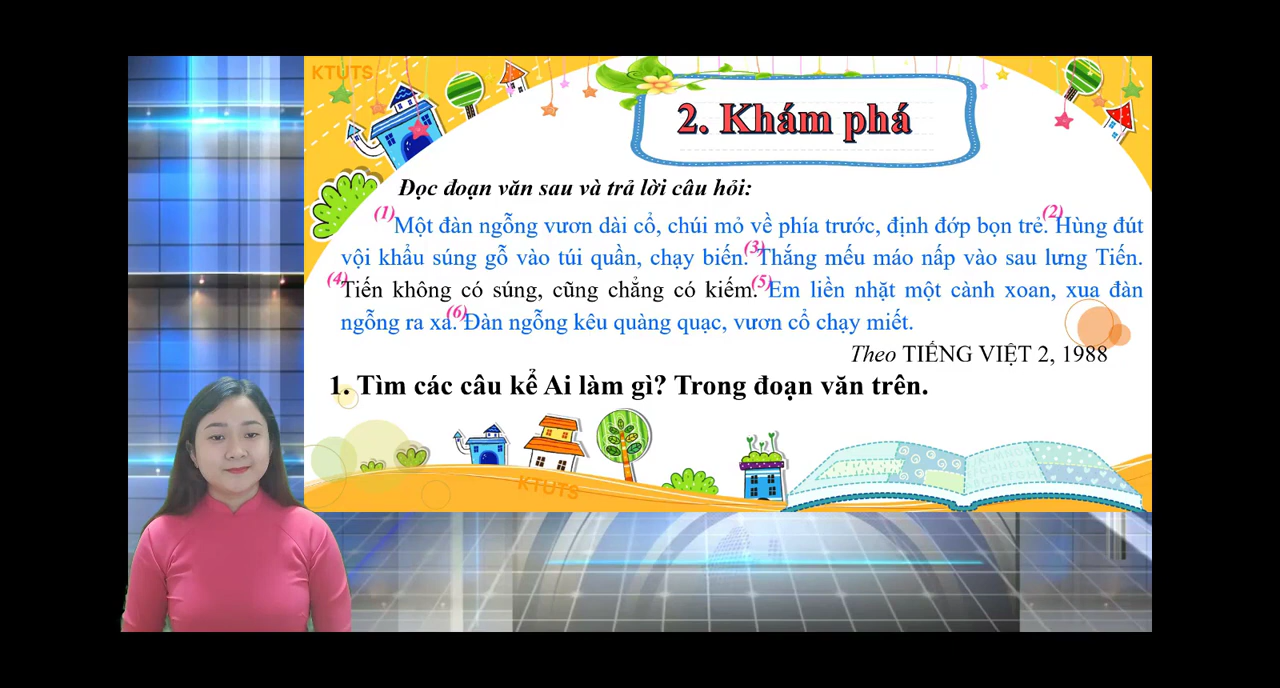 KTUTS
2. Khám phá
Đọc đoạn văn sau và trả lời câu hỏi:
(1) Một đàn ngỗng vươn dài cổ, chúi mỏ về phía trước, định đớp bọn trẻ. (2) Hùng đút
vội khẩu súng gỗ vào túi quần, chạy biến. (3) Thắng mếu máo nấp vào sau lưng Tiến.
(4) Tiến không có súng, cũng chẳng có kiếm. (5) Em liền nhặt một cành xoan, xua đàn
ngỗng ra xa. (6) Đàn ngỗng kêu quàng quạc, vươn cổ chạy miết.
Theo TIẾNG VIỆT 2, 1988
1. Tìm các câu kể Ai làm gì? Trong đoạn văn trên.
KTUTS